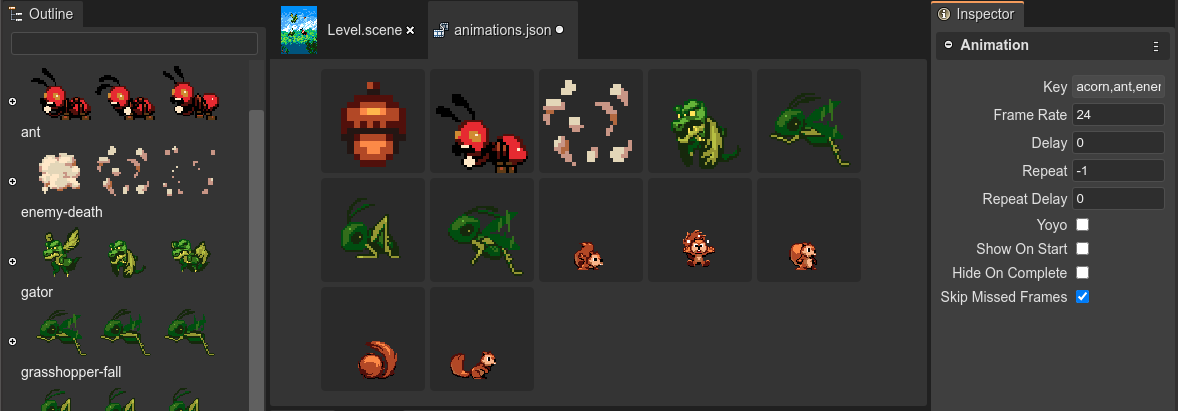 Outline
Level.scene
animations.json
Inspector
Animation
ant
enemy-death
gator
grasshopper-fall
Key acorn,ant,ener
Frame Rate 24
Delay 0
Repeat -1
Repeat Delay 0
Yoyo
Show On Start
Hide On Complete
Skip Missed Frames